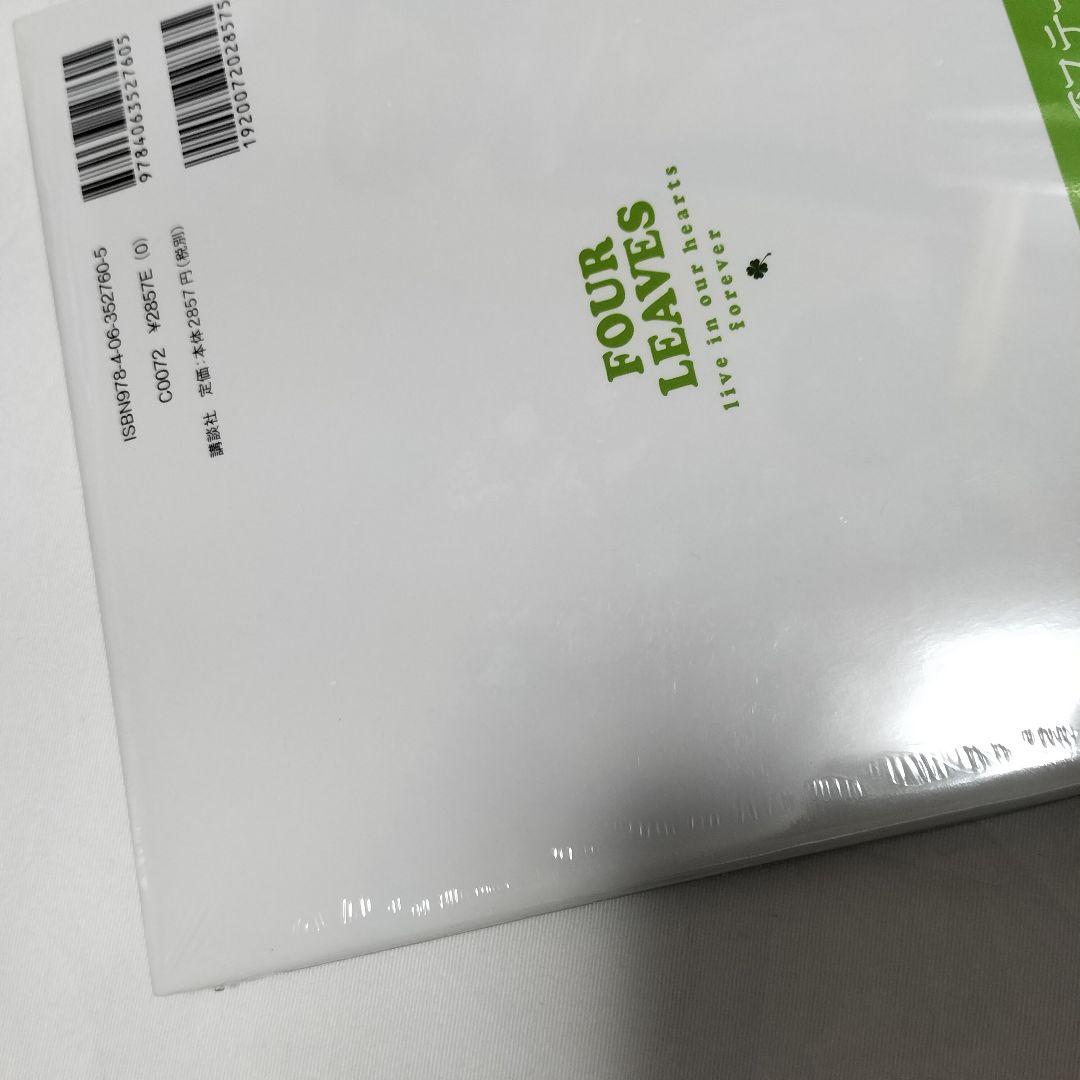 9784063527605
1920072028575
ISBN978-4-06-352760-5
C0072 ¥2857E (0)
講談社 定価:本体2857円(税別)
FOUR
LEAVES
live in our hearts
forever